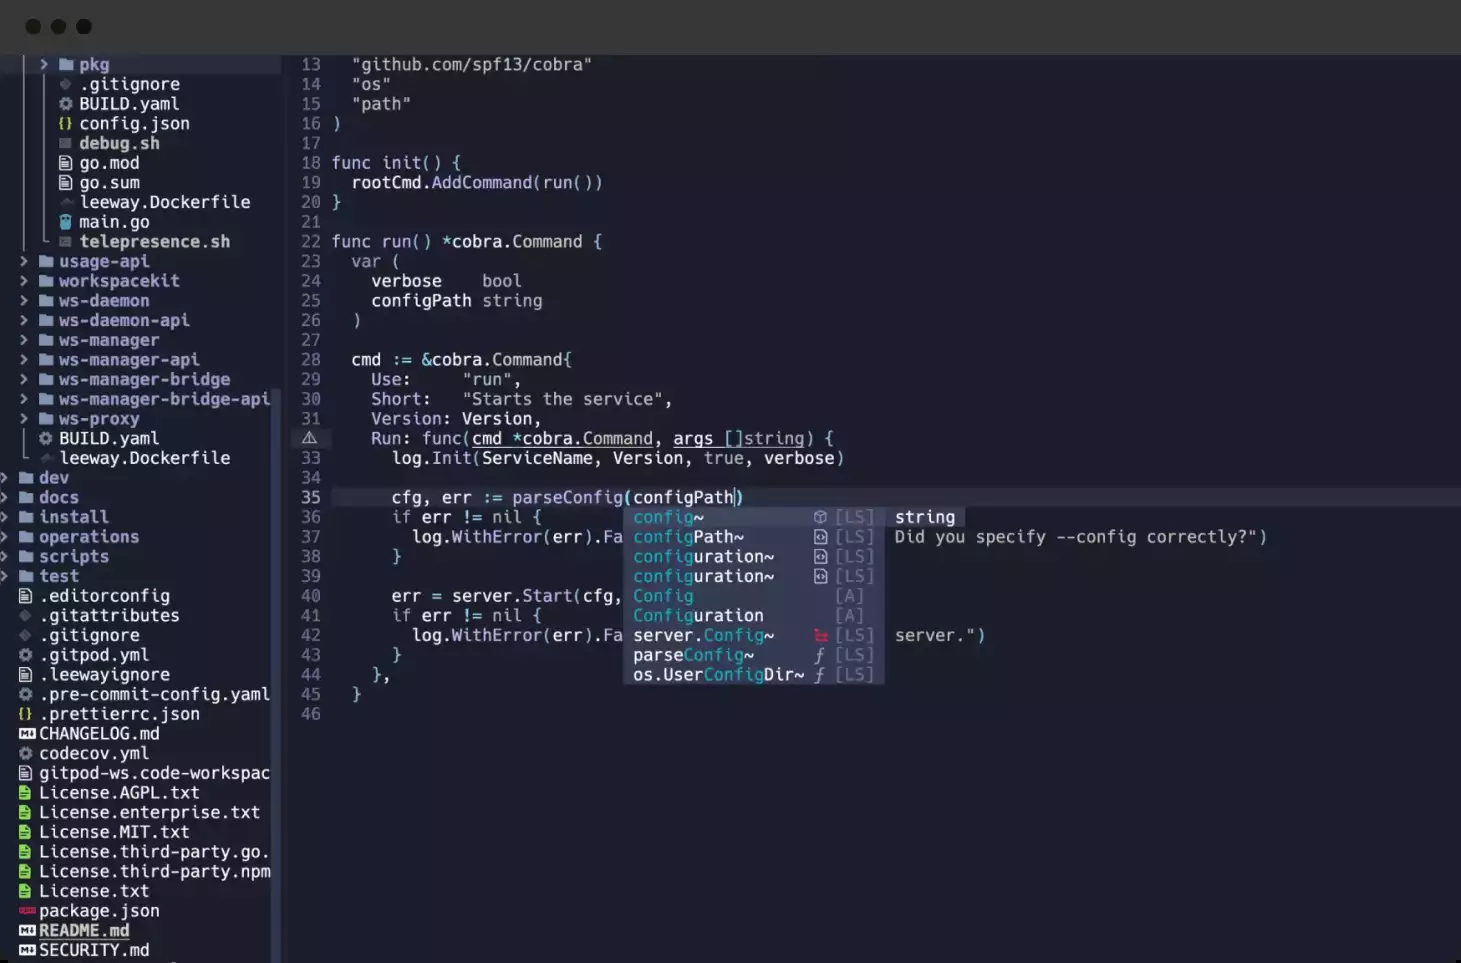 pkg
.gitignore
BUILD.yaml
config.json
debug.sh
go.mod
go.sum
leeway.Dockerfile
main.go
telepresence.sh
usage-api
workspacekit
ws-daemon
ws-daemon-api
ws-manager
ws-manager-api
ws-manager-bridge
ws-manager-bridge-api
ws-proxy
BUILD.yaml
leeway.Dockerfile
dev
docs
install
operations
scripts
test
.editorconfig
.gitattributes
.gitignore
.gitpod.yml
.leewayignore
.pre-commit-config.yaml
.prettierrc.json
CHANGELOG.md
codecov.yml
gitpod-ws.code-workspac
License.AGPL.txt
License.enterprise.txt
License.MIT.txt
License.third-party.go.
License.third-party.npm
License.txt
package.json
README.md
SECURITY.md
13 "github.com/spf13/cobra"
14 "os"
15 "path"
16 )
17
18 func init() {
19 rootCmd.AddCommand(run())
20 }
21
22 func run() *cobra.Command {
23 var (
24 verbose bool
25 configPath string
26 )
27
28 cmd := &cobra.Command{
29 Use: "run",
30 Short: "Starts the service",
31 Version: Version,
Run: func(cmd *cobra.Command, args []string) {
33 log.Init(ServiceName, Version, true, verbose)
34
35 cfg, err := parseConfig(configPath)
36 if err != nil {
37 log.WithError(err).Fa Did you specify --config correctly?")
38 }
39
40 err = server.Start(cfg,
41 if err != nil {
42 log.WithError(err).Fa server.")
43 }
44 },
45 }
46
config~ [LS] string
configPath~ [LS]
configuration~ [LS]
configuration~ [LS]
Config [A]
Configuration [A]
server.Config~ [LS]
parseConfig~ ƒ [LS]
os.UserConfigDir~ ƒ [LS]